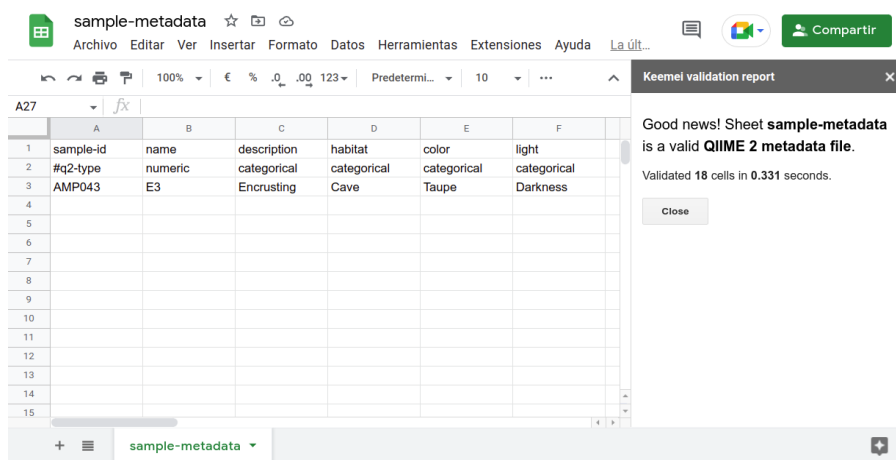 sample-metadata
Archivo Editar Ver Insertar Formato Datos Herramientas Extensiones Ayuda La últ...
Compartir
100% € % .0 .00 123 Predetermi... 10
Keemei validation report
A27 fx
A B C D E F
1 sample-id name description habitat color light
2 #q2-type numeric categorical categorical categorical categorical
3 AMP043 E3 Encrusting Cave Taupe Darkness
4
5
6
7
8
9
10
11
12
13
14
15
Good news! Sheet sample-metadata
is a valid QIIME 2 metadata file.
Validated 18 cells in 0.331 seconds.
Close
sample-metadata